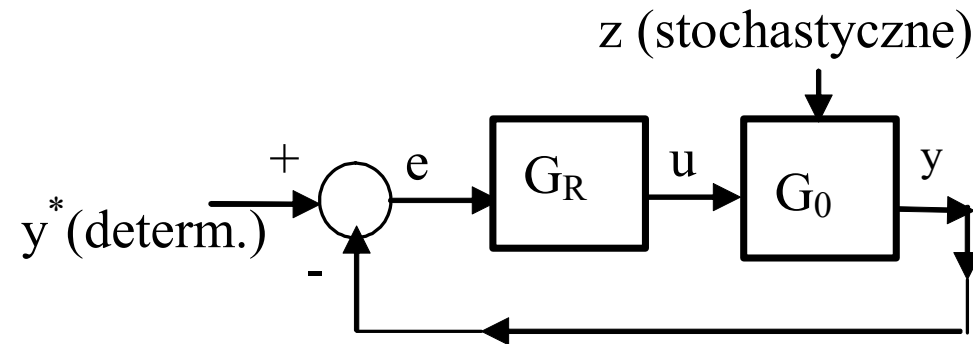 z (stochastyczne)
+
e
G_R
u
G_0
y
y*(determ.)
-